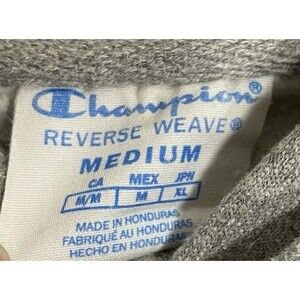 Champion
REVERSE WEAVE®
MEDIUM
CA MEX JPN
M/M M XL
MADE IN HONDURAS
FABRIQUÉ AU HONDURAS
HECHO EN HONDURAS